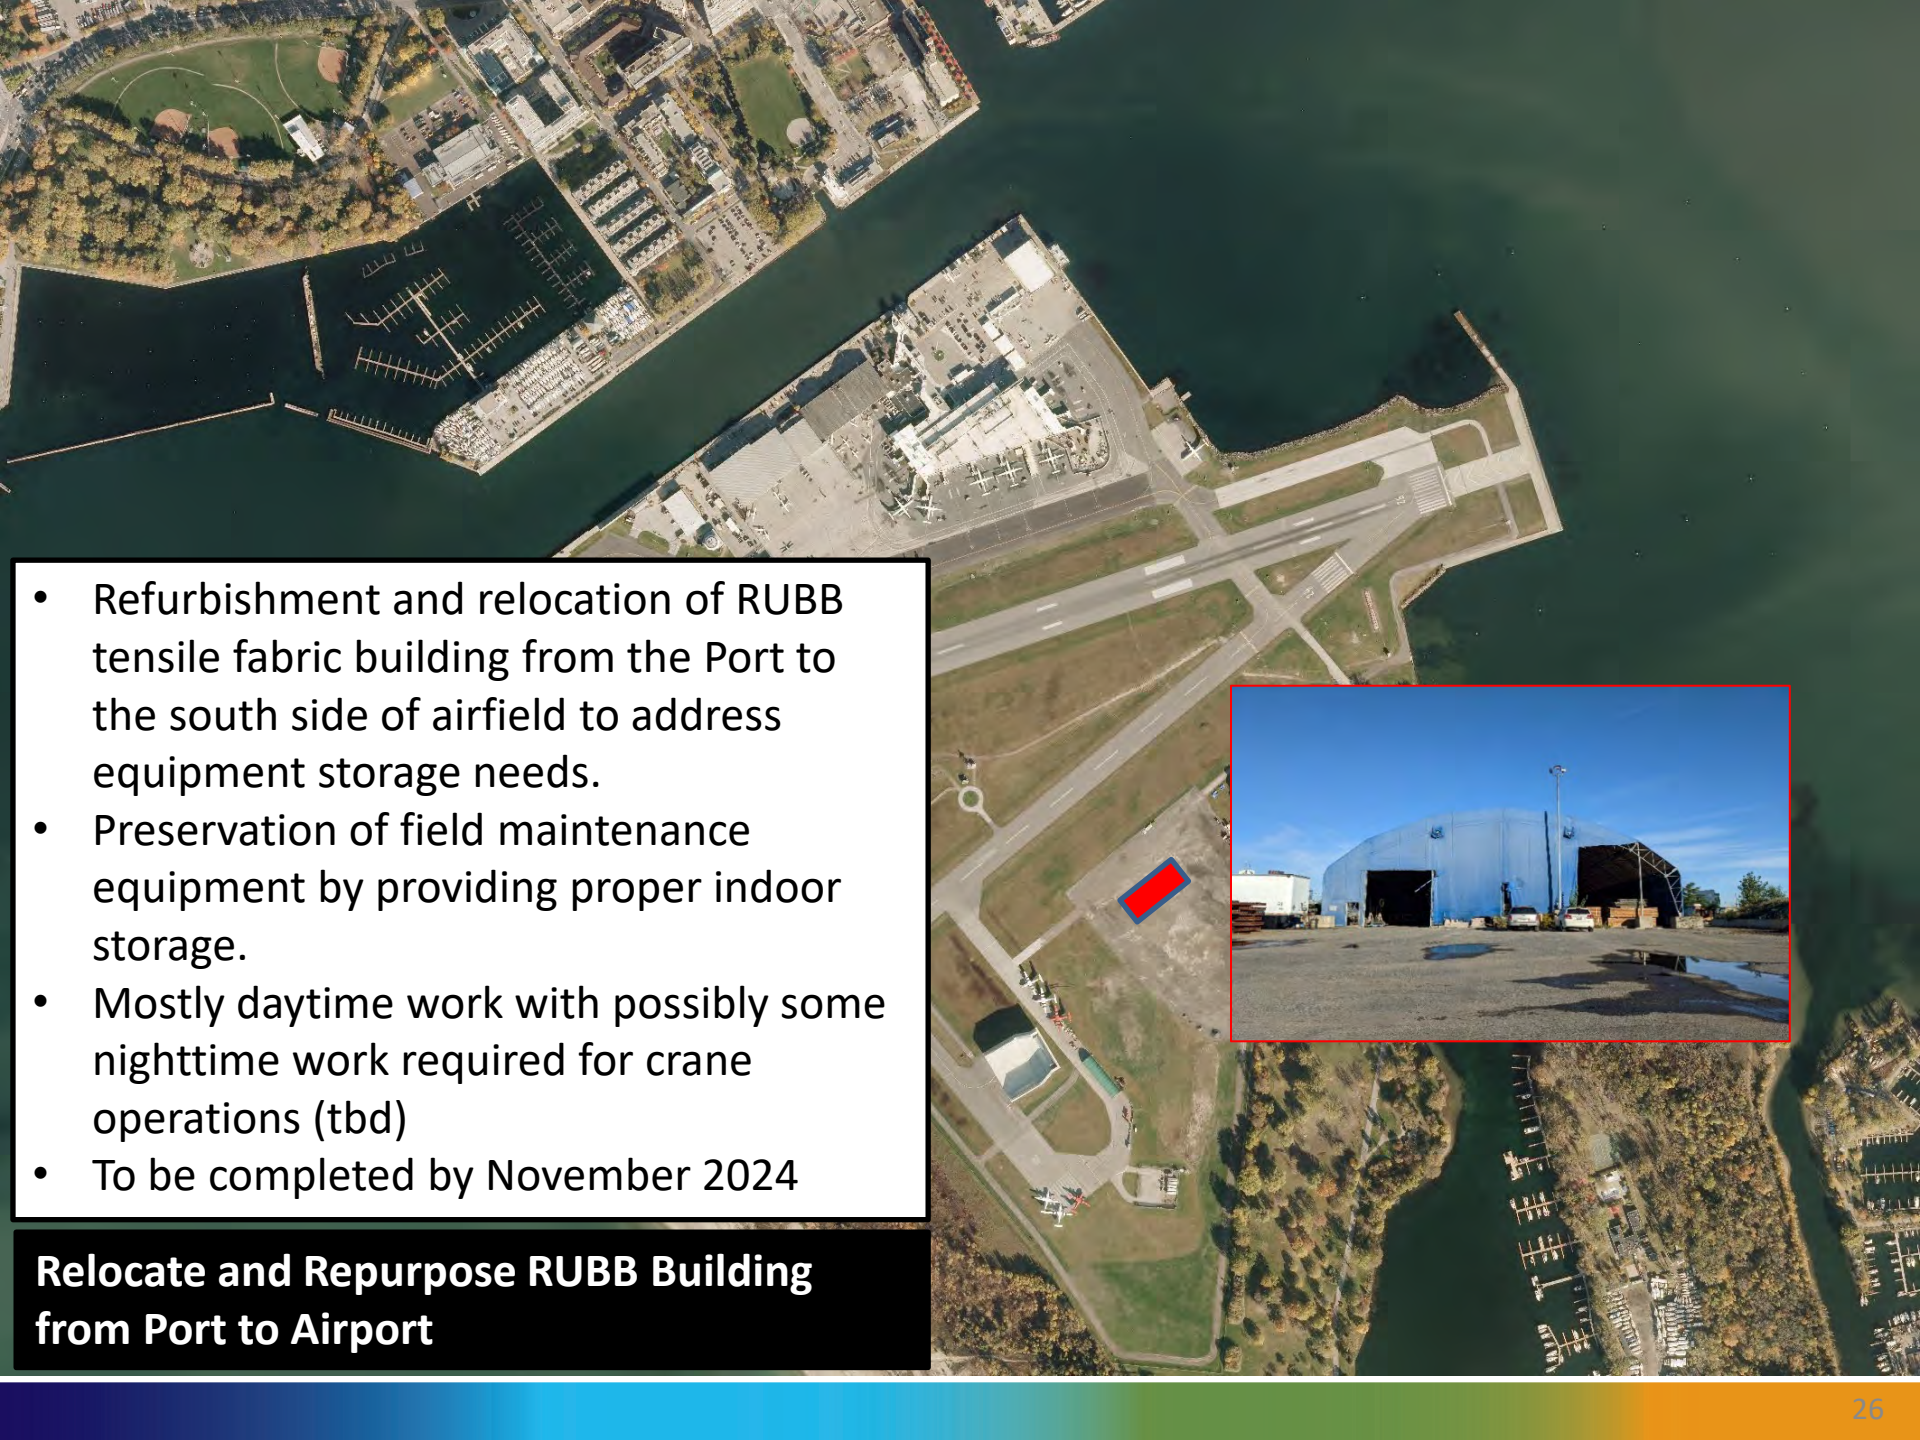 • Refurbishment and relocation of RUBB
tensile fabric building from the Port to
the south side of airfield to address
equipment storage needs.
• Preservation of field maintenance
equipment by providing proper indoor
storage.
• Mostly daytime work with possibly some
nighttime work required for crane
operations (tbd)
• To be completed by November 2024
Relocate and Repurpose RUBB Building
from Port to Airport
26